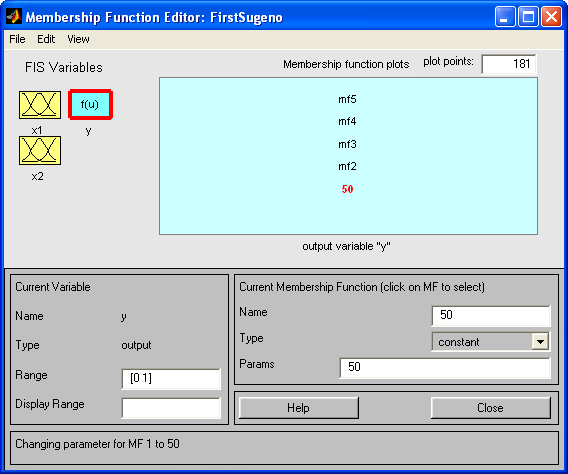 Membership Function Editor: FirstSugeno
File Edit View
FIS Variables
Membership function plots plot points: 181
f(u)
x1 y
x2
mf5
mf4
mf3
mf2
50
output variable "y"
Current Variable
Name y
Type output
Range [0 1]
Display Range
Current Membership Function (click on MF to select)
Name 50
Type constant
Params 50
Help Close
Changing parameter for MF 1 to 50